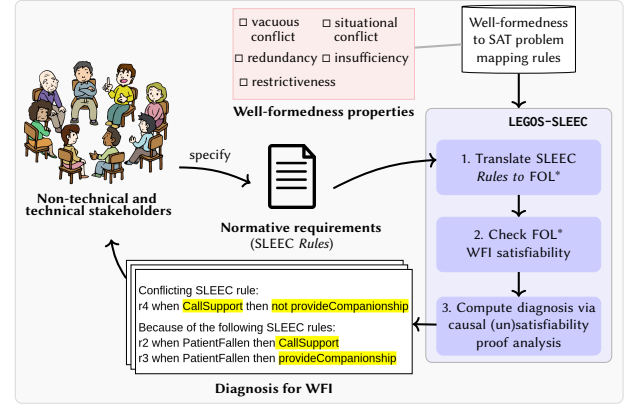 □ vacuous conflict
□ situational conflict
□ redundancy
□ insufficiency
□ restrictiveness
Well-formedness properties
Well-formedness
to SAT problem
mapping rules
LEGOS-SLEEC
1. Translate SLEEC
Rules to FOL*
2. Check FOL*
WFI satisfiability
3. Compute diagnosis via
causal (un)satisfiability
proof analysis
specify
Non-technical and
technical stakeholders
Normative requirements
(SLEEC Rules)
Conflicting SLEEC rule:
r4 when CallSupport then not provideCompanionship
Because of the following SLEEC rules:
r2 when PatientFallen then CallSupport
r3 when PatientFallen then provideCompanionship
Diagnosis for WFI